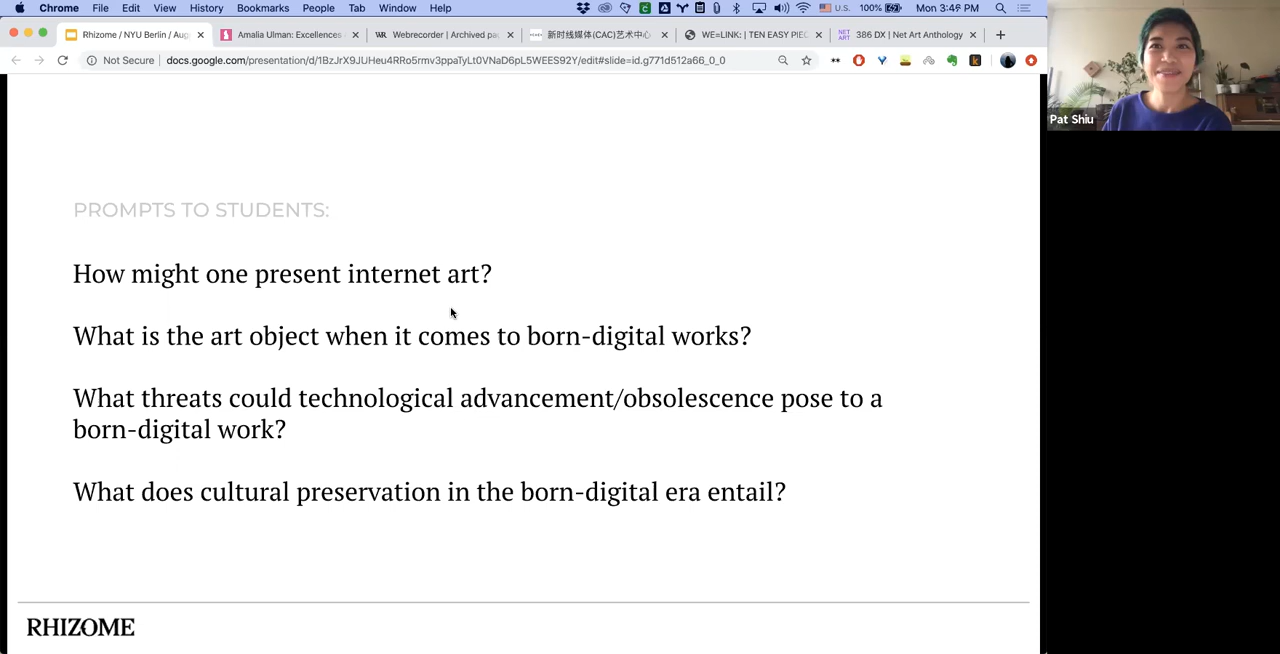 Chrome File Edit View History Bookmarks People Tab Window Help U.S. 100% Mon 3:49 PM
Rhizome / NYU Berlin / Aug Amalia Ulman: Excellences Webrecorder | Archived pa 新时线媒体(CAC)艺术中心 WE=LINK: | TEN EASY PIEC NET ART 386 DX | Net Art Anthology
Not Secure docs.google.com/presentation/d/1BzJrX9JUHeu4RRo5rmv3ppaTyLt0VNaD6pL5WEES92Y/edit#slide=id.g771d512a66_0_0
Pat Shiu
PROMPTS TO STUDENTS:
How might one present internet art?
What is the art object when it comes to born-digital works?
What threats could technological advancement/obsolescence pose to a
born-digital work?
What does cultural preservation in the born-digital era entail?
RHIZOME